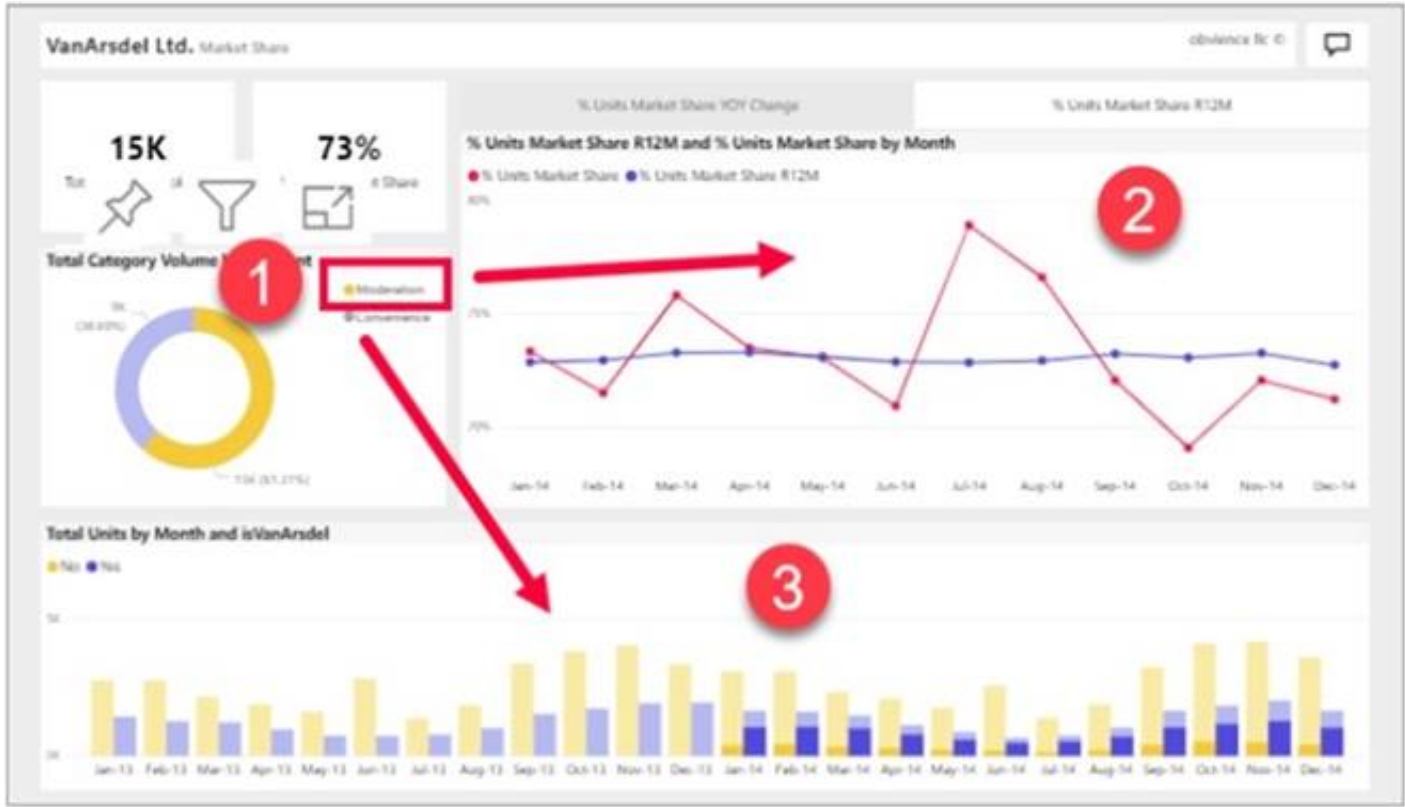 VanArsdel Ltd. Market Share
obvience llc ©
15K
73%
Tot
Share
% Units Market Share YOY Change
% Units Market Share R12M
% Units Market Share R12M and % Units Market Share by Month
% Units Market Share % Units Market Share R12M
80%
75%
70%
Jan-14 Feb-14 Mar-14 Apr-14 May-14 Jun-14 Jul-14 Aug-14 Sep-14 Oct-14 Nov-14 Dec-14
2
Total Category Volume
1
Moderation
Convenience
Total Units by Month and isVanArsdel
No Yes
3
5K
0K
Jan-13 Feb-13 Mar-13 Apr-13 May-13 Jun-13 Jul-13 Aug-13 Sep-13 Oct-13 Nov-13 Dec-13 Jan-14 Feb-14 Mar-14 Apr-14 May-14 Jun-14 Jul-14 Aug-14 Sep-14 Oct-14 Nov-14 Dec-14